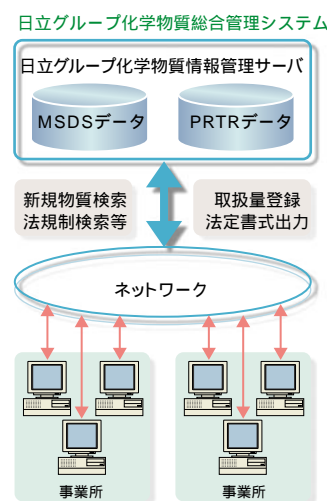 日立グループ化学物質総合管理システム
日立グループ化学物質情報管理サーバ
MSDSデータ
PRTRデータ
新規物質検索
法規制検索等
取扱量登録
法定書式出力
ネットワーク
事業所
事業所